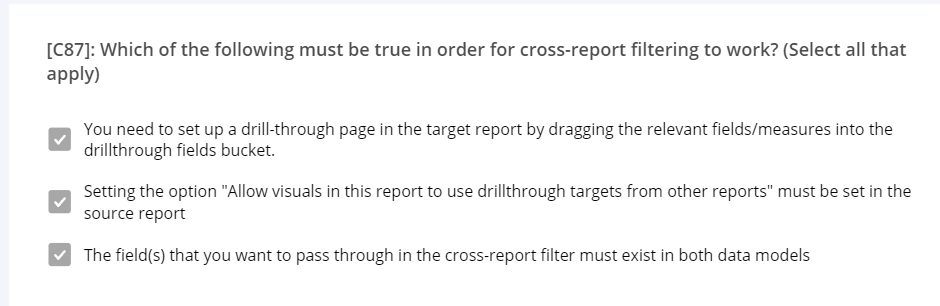 [C87]: Which of the following must be true in order for cross-report filtering to work? (Select all that
apply)
You need to set up a drill-through page in the target report by dragging the relevant fields/measures into the
drillthrough fields bucket.
Setting the option "Allow visuals in this report to use drillthrough targets from other reports" must be set in the
source report
The field(s) that you want to pass through in the cross-report filter must exist in both data models